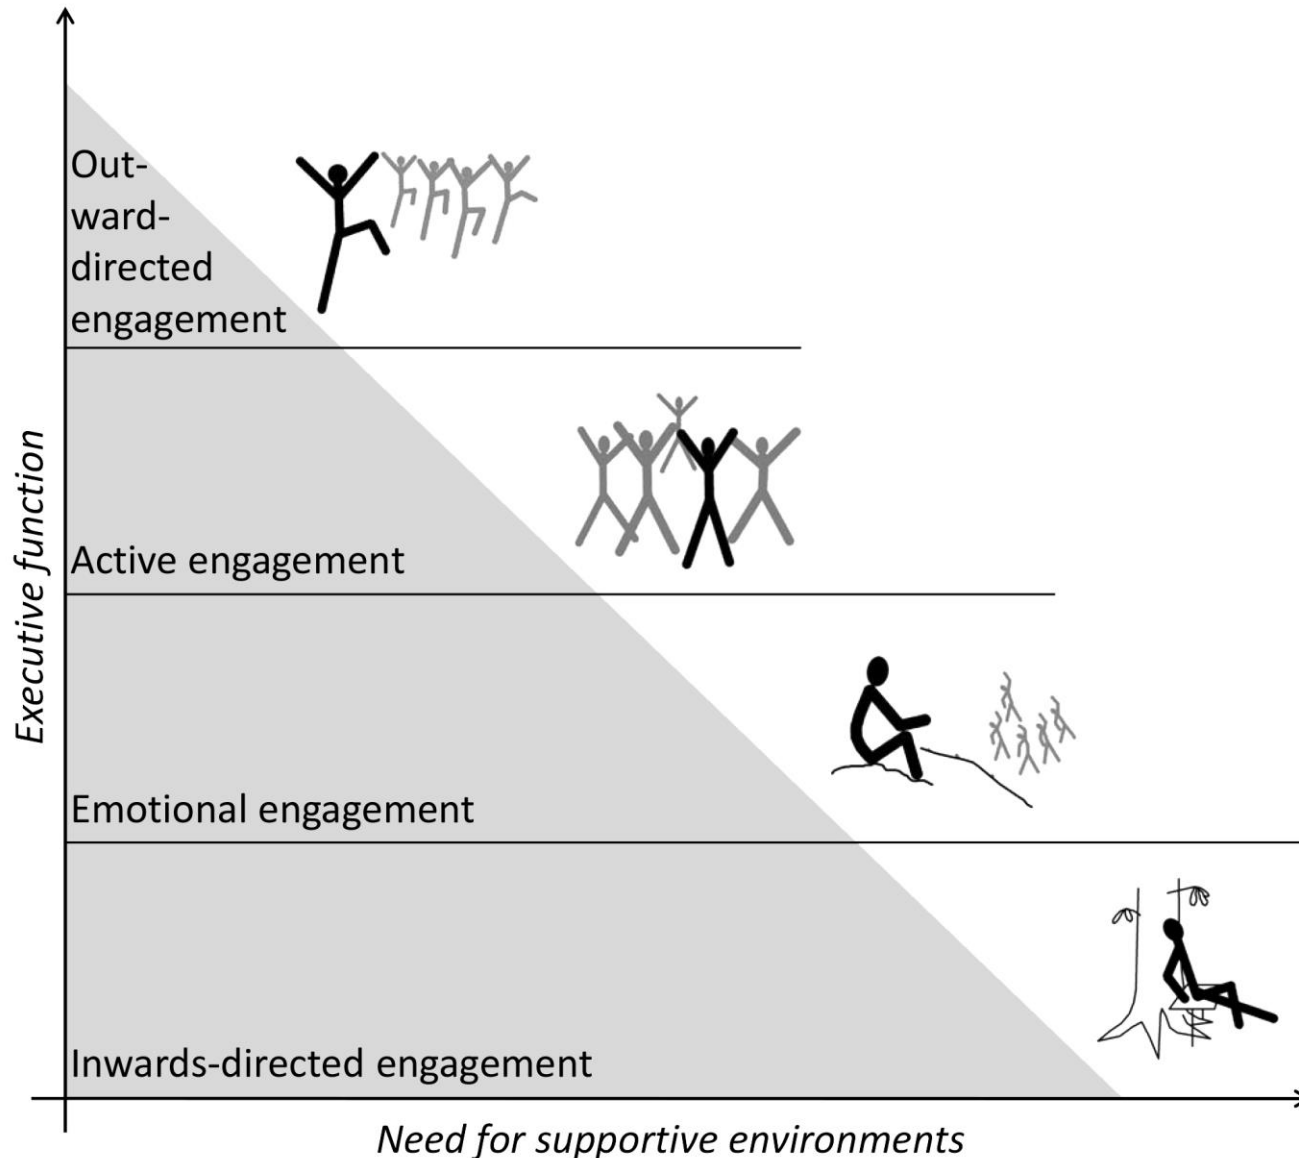 Out-
ward-
directed
engagement
Active engagement
Emotional engagement
Inwards-directed engagement
Executive function
Need for supportive environments